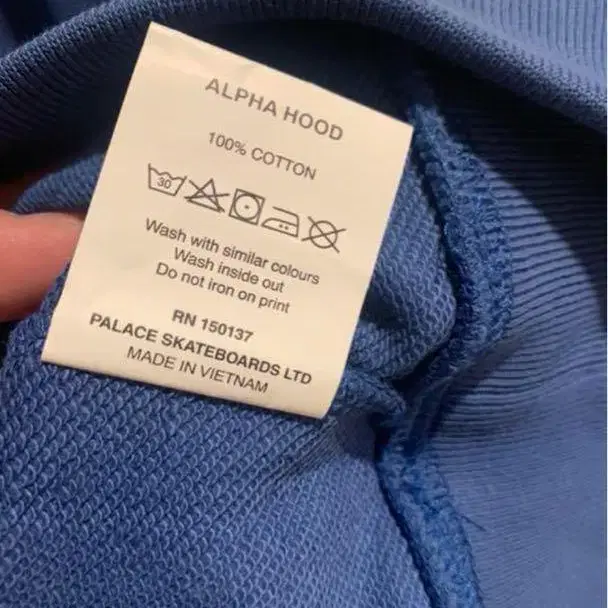 ALPHA HOOD
100% COTTON
30
Wash with similar colours
Wash inside out
Do not iron on print
RN 150137
PALACE SKATEBOARDS LTD
MADE IN VIETNAM